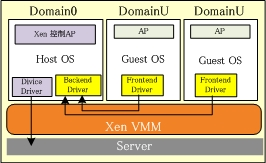 Domain0
DomainU
DomainU
Xen 控制AP
AP
AP
Host OS
Guest OS
Guest OS
Divice
Driver
Backend
Driver
Frontend
Driver
Frontend
Driver
Xen VMM
Server